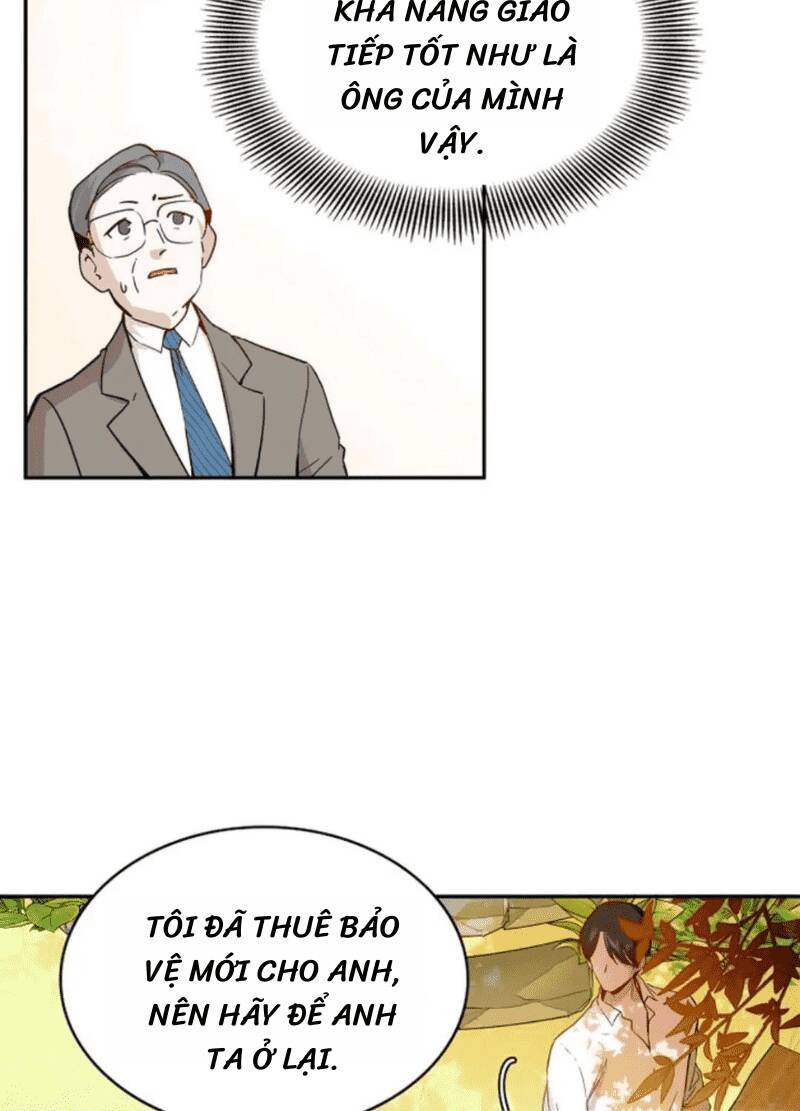 KHẢ NĂNG GIAO
TIẾP TỐT NHƯ LÀ
ÔNG CỦA MÌNH
VẬY.
TÔI ĐÃ THUÊ BẢO
VỆ MỚI CHO ANH,
NÊN HÃY ĐỂ ANH
TA Ở LẠI.